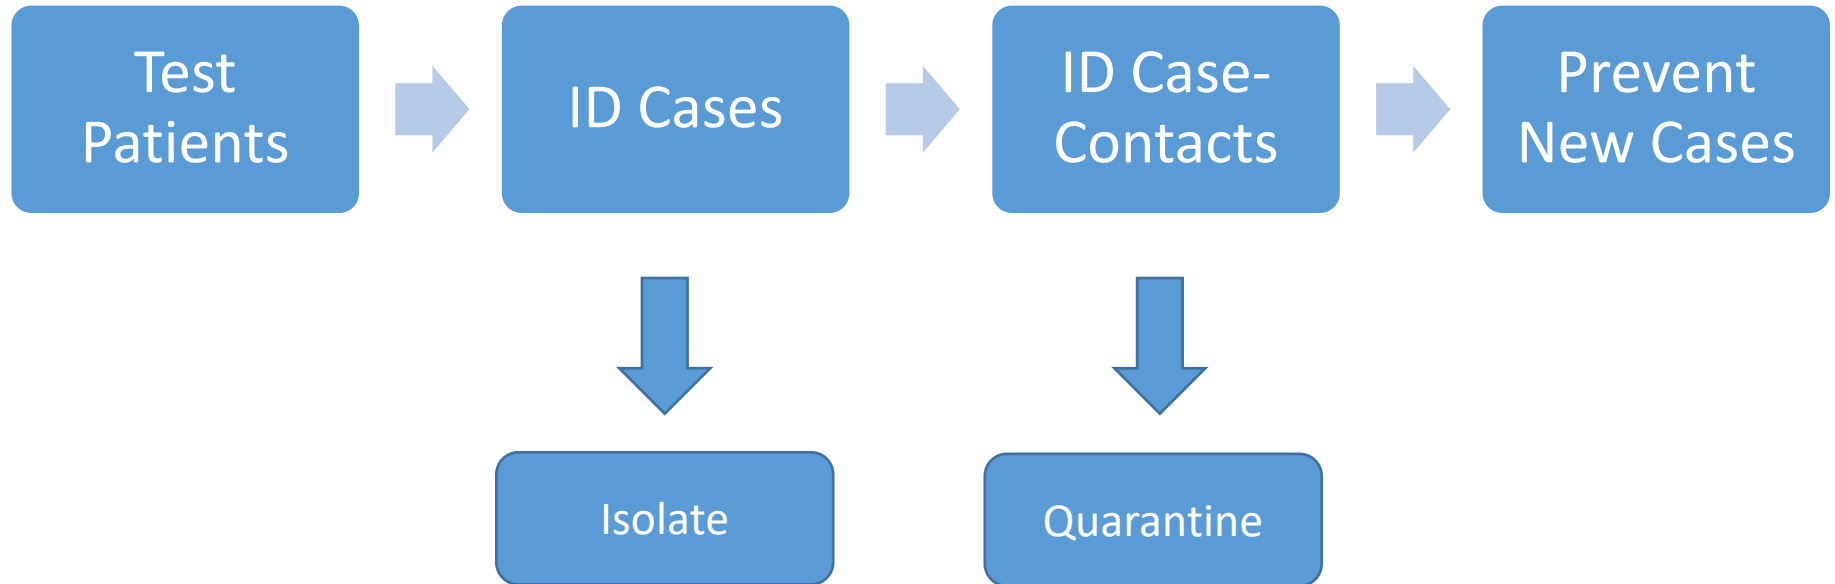 Test
Patients
ID Cases
ID Case-
Contacts
Prevent
New Cases
Isolate
Quarantine